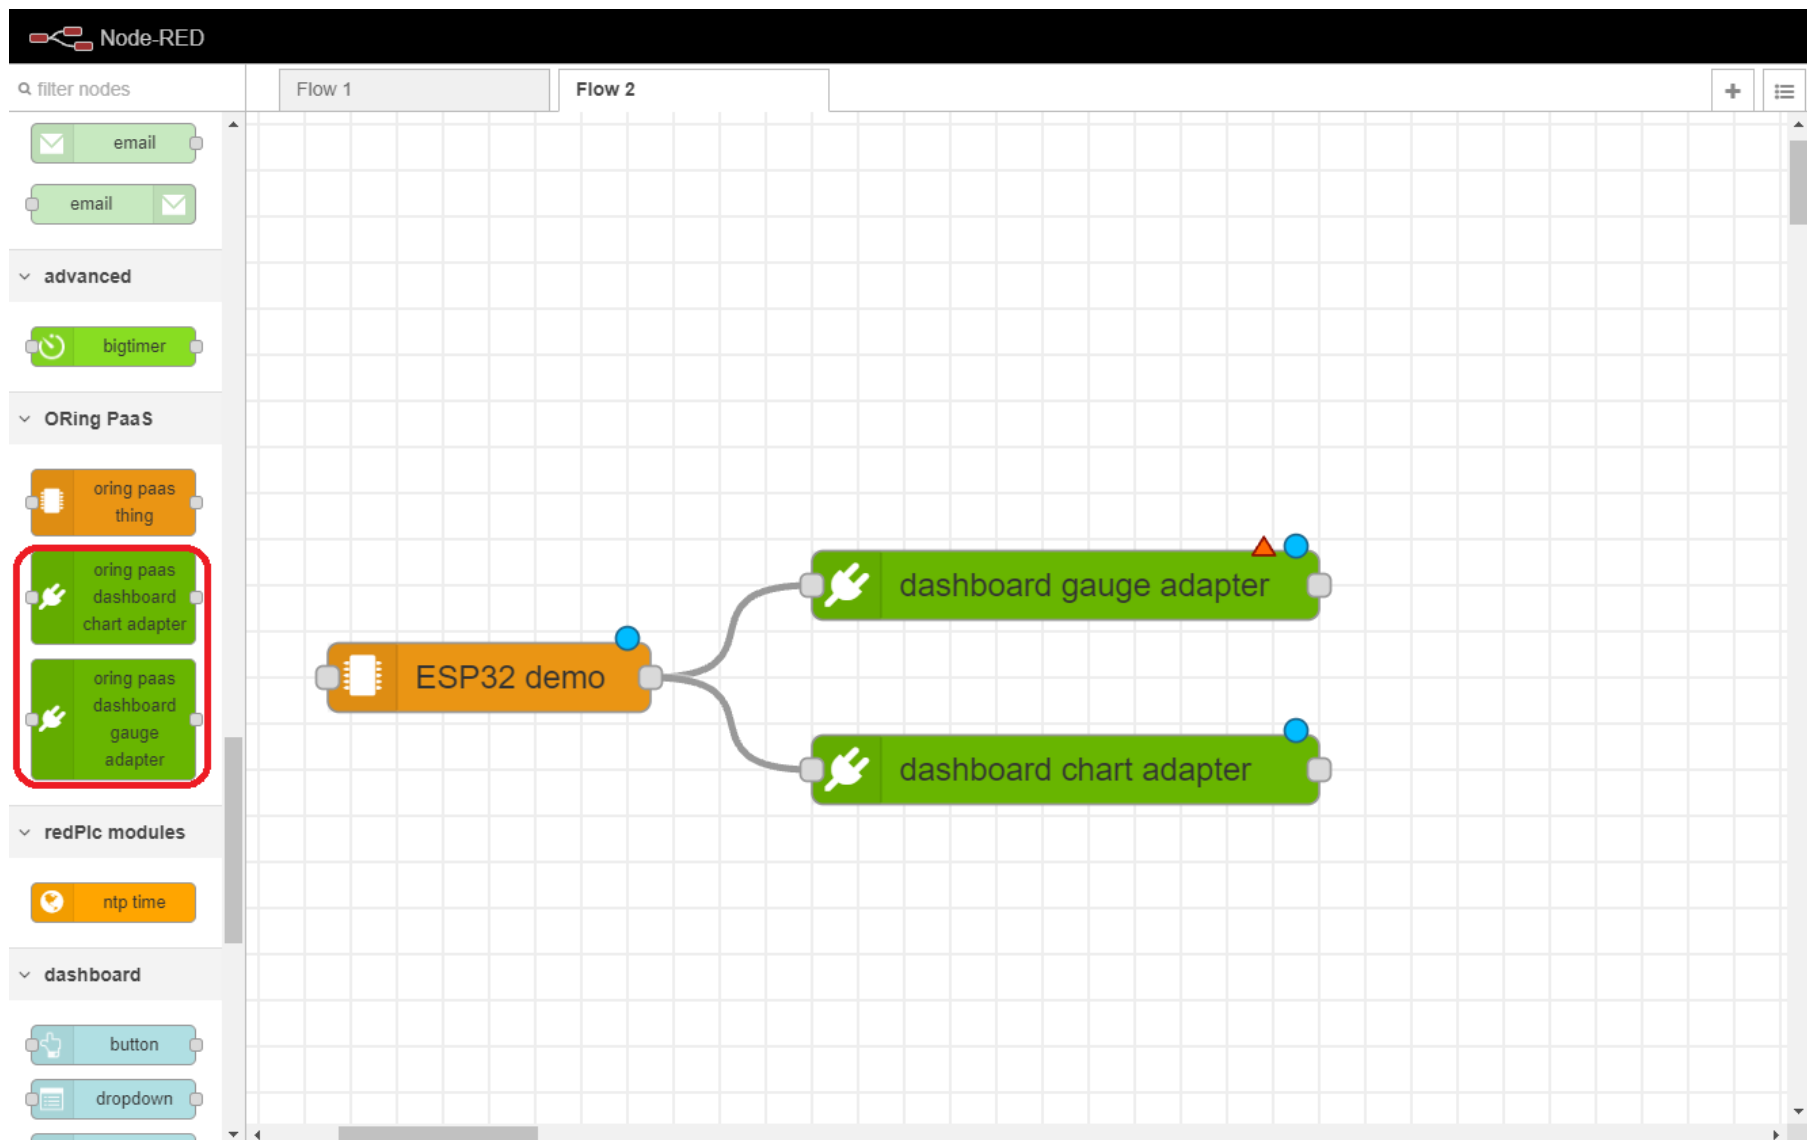 Node-RED
filter nodes
Flow 1
Flow 2
email
email
advanced
bigtimer
ORing PaaS
oring paas
thing
oring paas
dashboard
chart adapter
oring paas
dashboard
gauge
adapter
redPlc modules
ntp time
dashboard
button
dropdown
ESP32 demo
dashboard gauge adapter
dashboard chart adapter